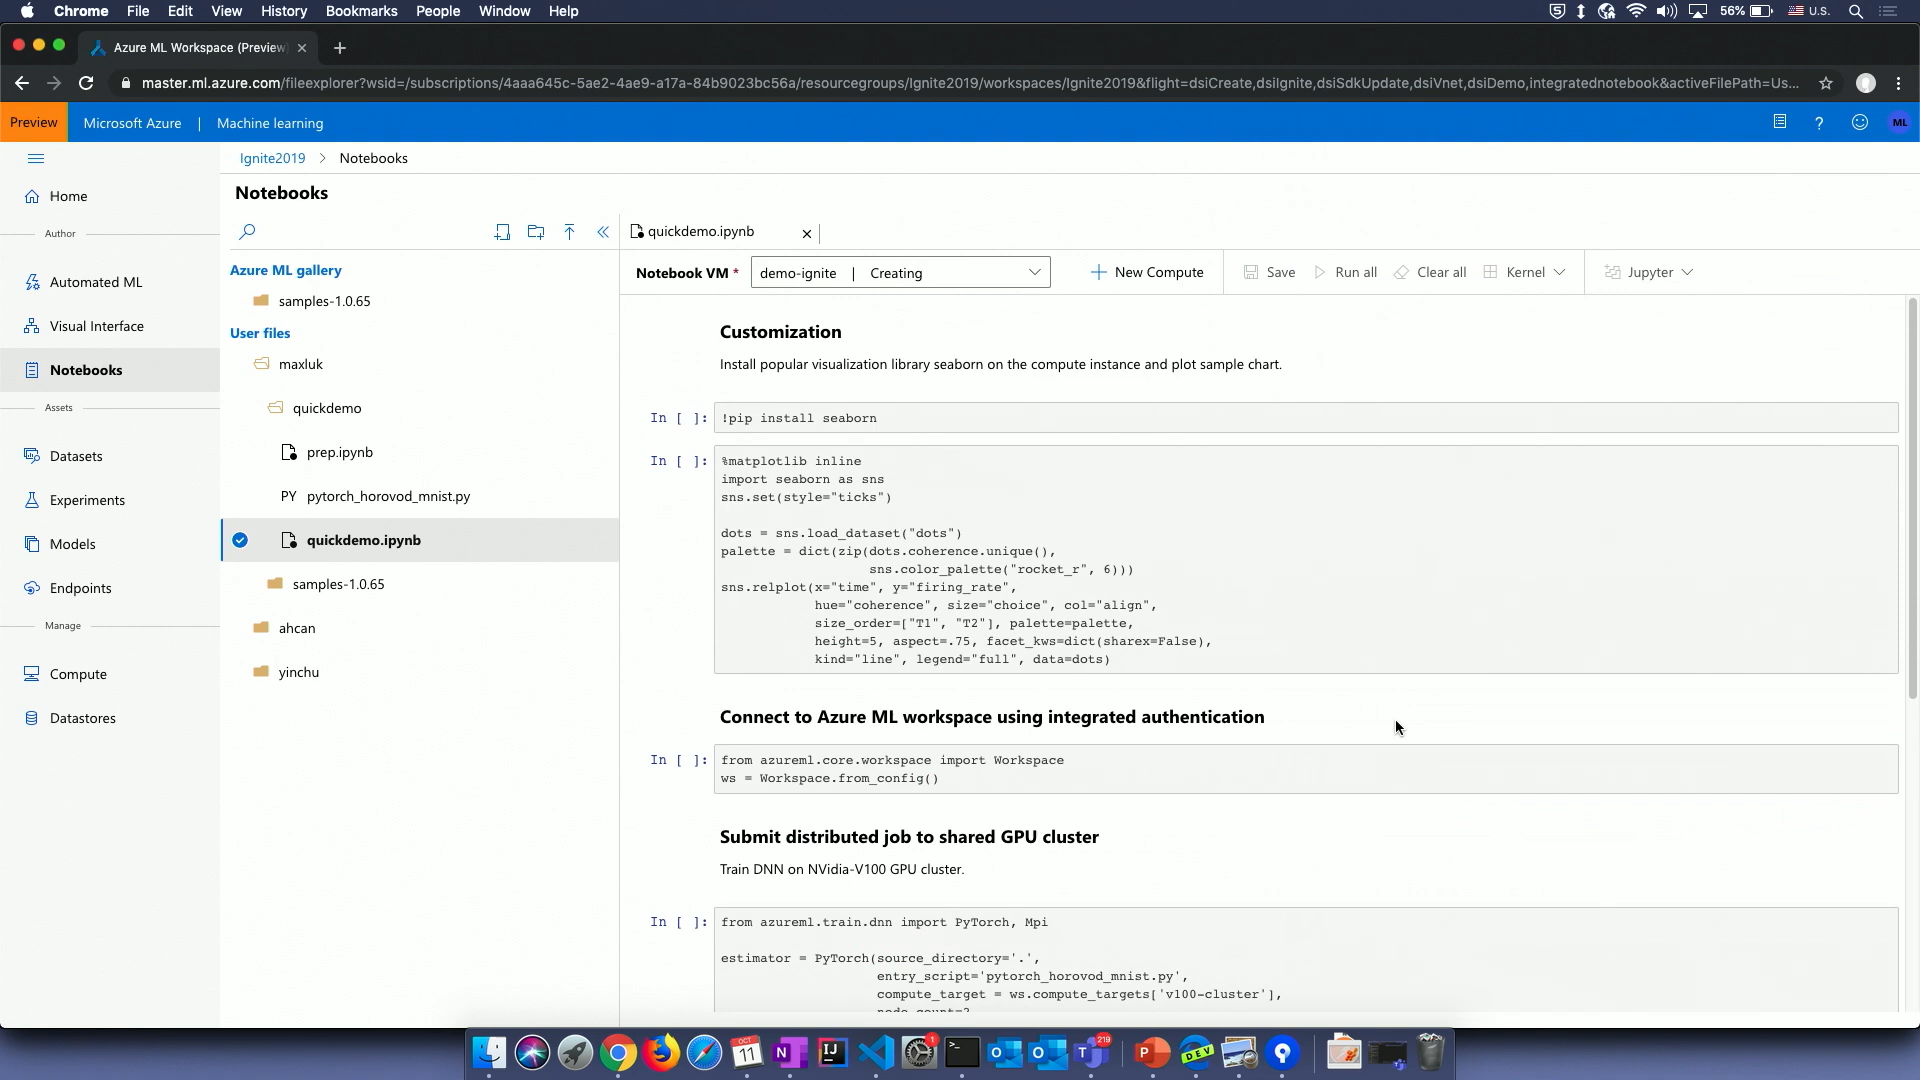 Chrome File Edit View History Bookmarks People Window Help
56% U.S.
Azure ML Workspace (Preview)
master.ml.azure.com/fileexplorer?wsid=/subscriptions/4aaa645c-5ae2-4ae9-a17a-84b9023bc56a/resourcegroups/Ignite2019/workspaces/Ignite2019&flight=dsiCreate,dsiIgnite,dsiSdkUpdate,dsiVnet,dsiDemo,integratednotebook&activeFilePath=Us...
Preview Microsoft Azure | Machine learning ? ML
Ignite2019 > Notebooks
Notebooks
Home
Author
Automated ML
Visual Interface
Notebooks
Assets
Datasets
Experiments
Models
Endpoints
Manage
Compute
Datastores
Azure ML gallery
samples-1.0.65
User files
maxluk
quickdemo
prep.ipynb
PY pytorch_horovod_mnist.py
quickdemo.ipynb
samples-1.0.65
ahcan
yinchu
quickdemo.ipynb
Notebook VM * demo-ignite | Creating New Compute Save Run all Clear all Kernel Jupyter
Customization
Install popular visualization library seaborn on the compute instance and plot sample chart.
In [ ]: !pip install seaborn
In [ ]: %matplotlib inline
import seaborn as sns
sns.set(style="ticks")
dots = sns.load_dataset("dots")
palette = dict(zip(dots.coherence.unique(),
sns.color_palette("rocket_r", 6)))
sns.relplot(x="time", y="firing_rate",
hue="coherence", size="choice", col="align",
size_order=["T1", "T2"], palette=palette,
height=5, aspect=.75, facet_kws=dict(sharex=False),
kind="line", legend="full", data=dots)
Connect to Azure ML workspace using integrated authentication
In [ ]: from azureml.core.workspace import Workspace
ws = Workspace.from_config()
Submit distributed job to shared GPU cluster
Train DNN on NVidia-V100 GPU cluster.
In [ ]: from azureml.train.dnn import PyTorch, Mpi
estimator = PyTorch(source_directory='.',
entry_script='pytorch_horovod_mnist.py',
compute_target = ws.compute_targets['v100-cluster'],
node_count=2
OCT
11
N
IJ
1
219
P
DEV